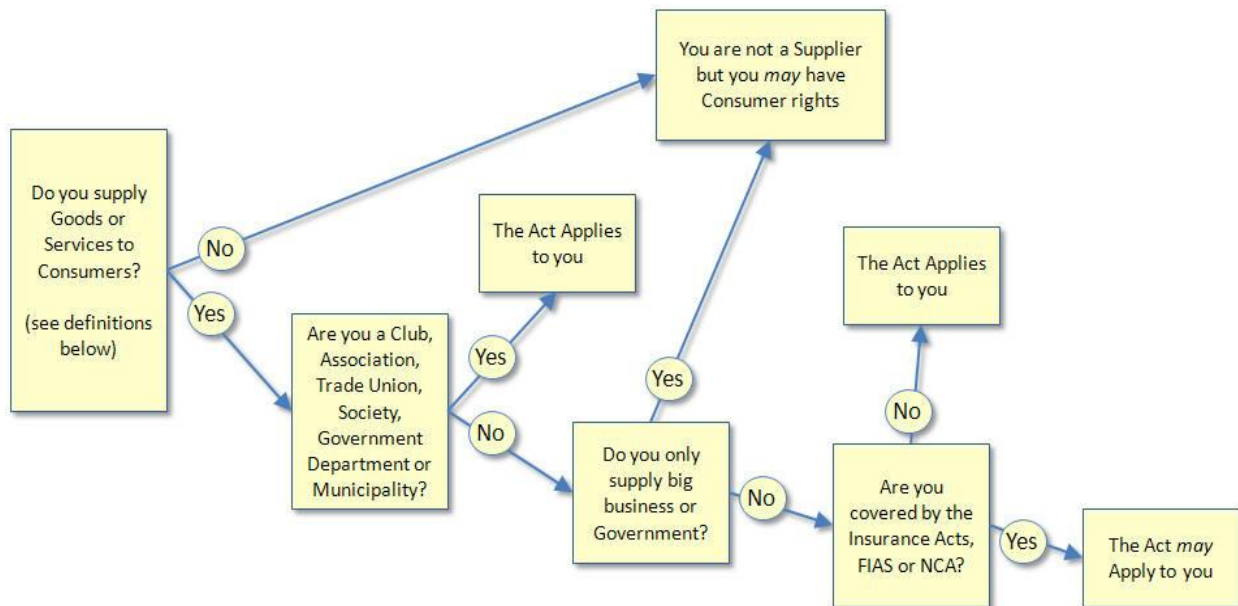 You are not a Supplier
but you may have
Consumer rights
Do you supply
Goods or
Services to
Consumers?
(see definitions
below)
No
Yes
The Act Applies
to you
Are you a Club,
Association,
Trade Union,
Society,
Government
Department or
Municipality?
Yes
No
Do you only
supply big
business or
Government?
Yes
No
The Act Applies
to you
No
Are you
covered by the
Insurance Acts,
FIAS or NCA?
Yes
The Act may
Apply to you